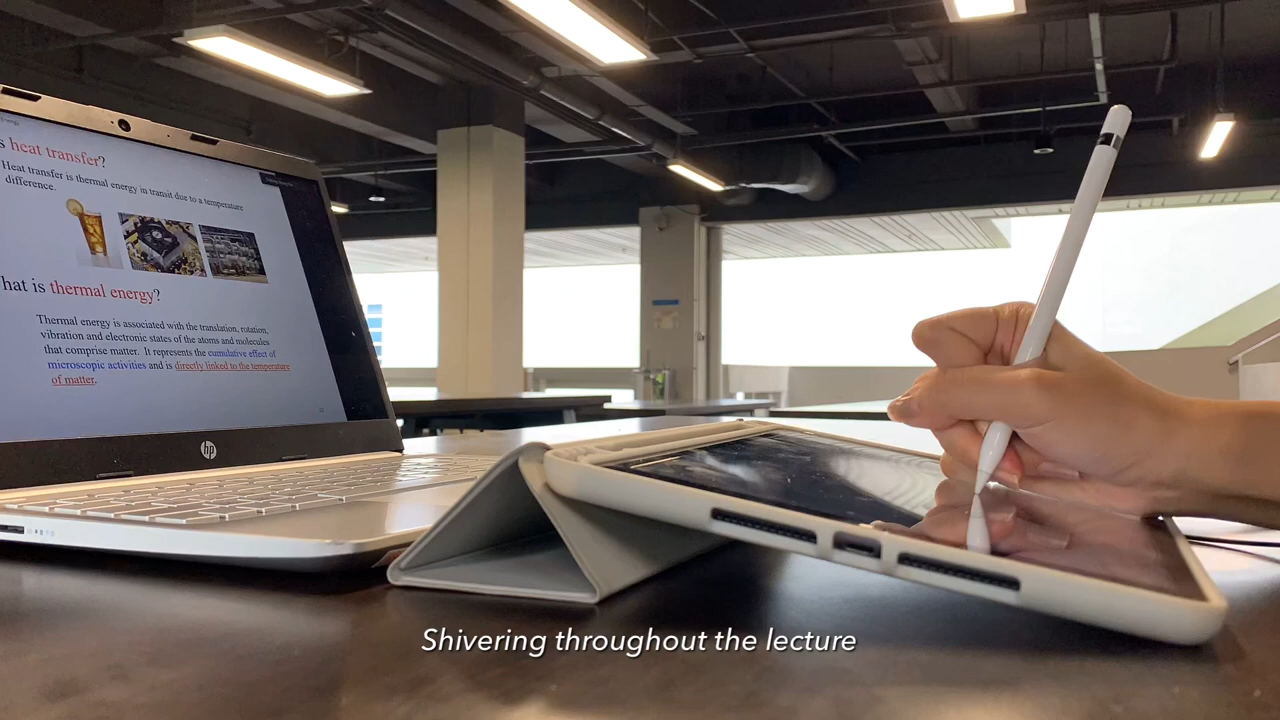 s heat transfer?
Heat transfer is thermal energy in transit due to a temperature
difference.
hat is thermal energy?
Thermal energy is associated with the translation, rotation,
vibration and electronic states of the atoms and molecules
that comprise matter. It represents the cumulative effect of
microscopic activities and is directly linked to the temperature
of matter.
hp
Shivering throughout the lecture